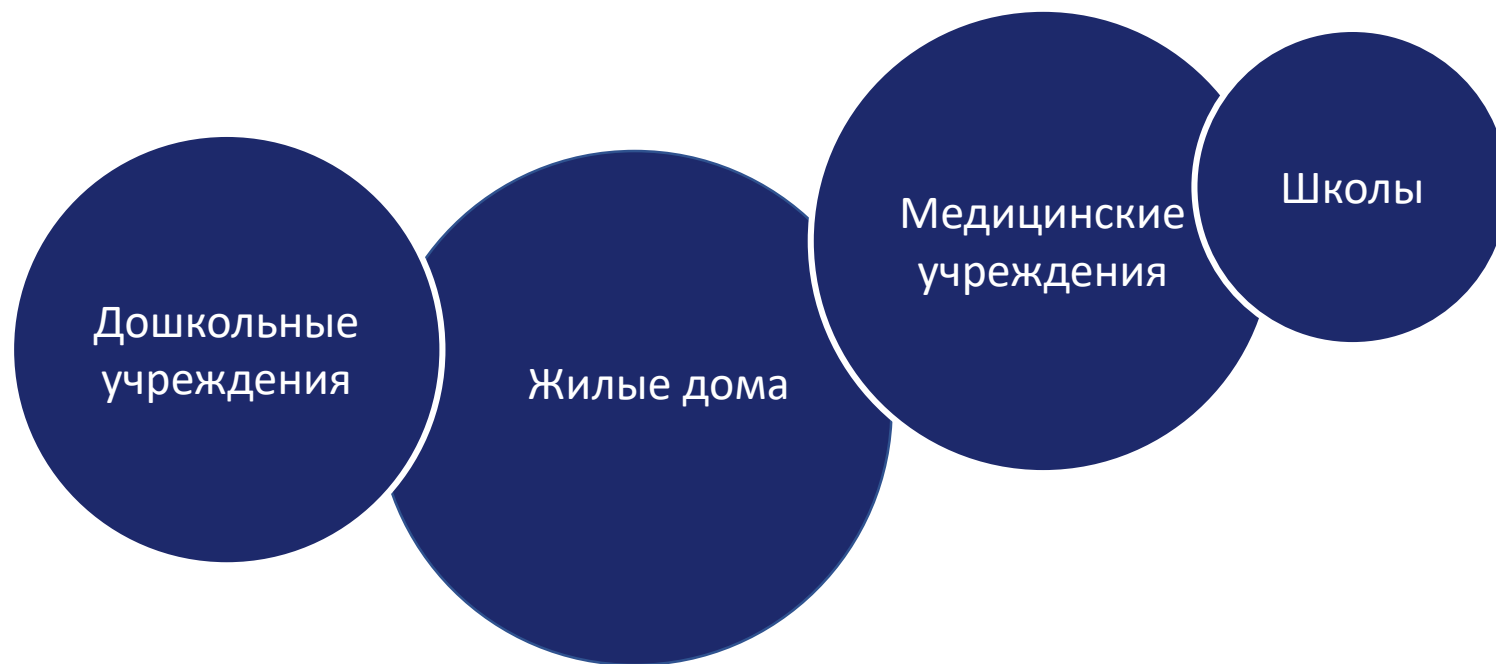 Дошкольные
учреждения
Жилые дома
Медицинские
учреждения
Школы